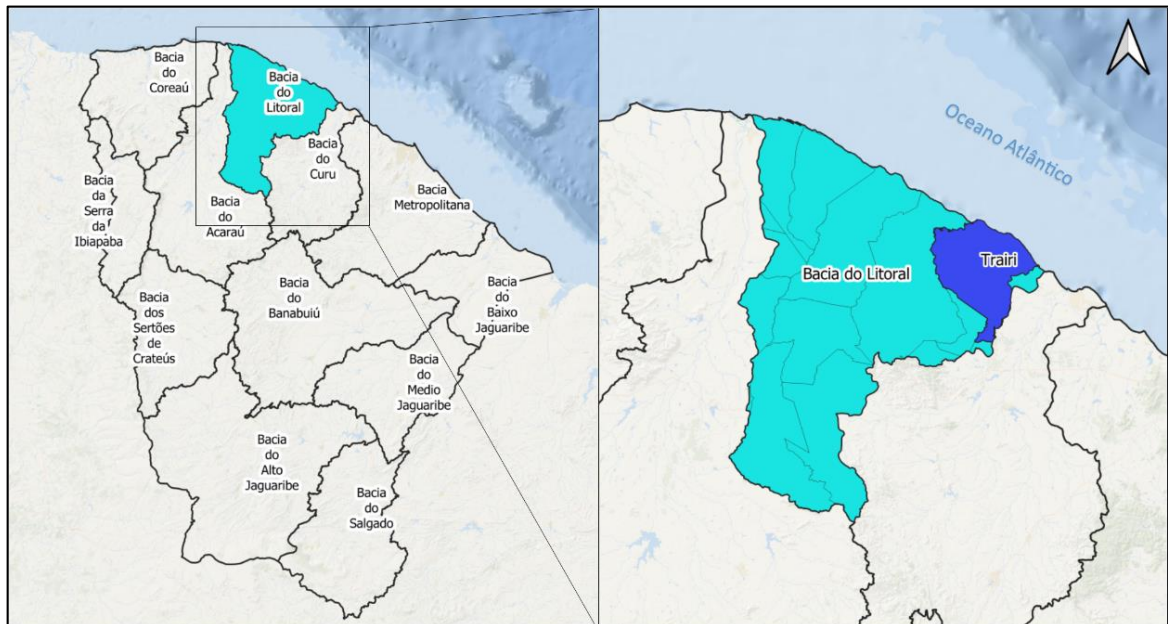 Bacia
do
Coreaú
Bacia
do
Litoral
Bacia
do
Curu
Bacia
da
Serra
da
Ibiapaba
Bacia
do
Acaraú
Bacia
Metropolitana
Bacia
dos
Sertões
de
Crateús
Bacia
do
Banabuiú
Bacia
do
Baixo
Jaguaribe
Bacia
do
Medio
Jaguaribe
Bacia
do
Alto
Jaguaribe
Bacia
do
Salgado
Oceano Atlântico
Bacia do Litoral
Trairi